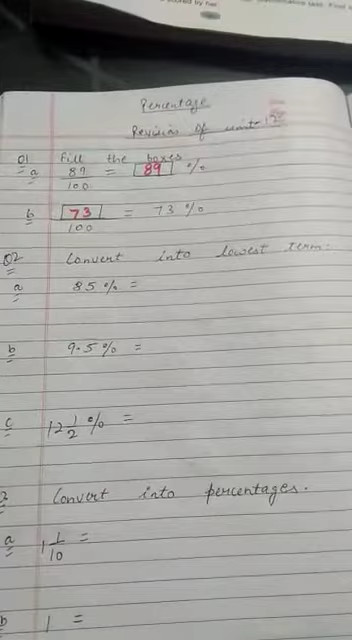 Percentage
Revision of unit 12
Q1 Fill the boxes
a 89/100 = 89 %
b 73/100 = 73 %
Q2 Convert into lowest term:
a 85% =
b 9.5% =
c 12 1/2 % =
Convert into percentages.
a 1 1/10 =
b 1 =